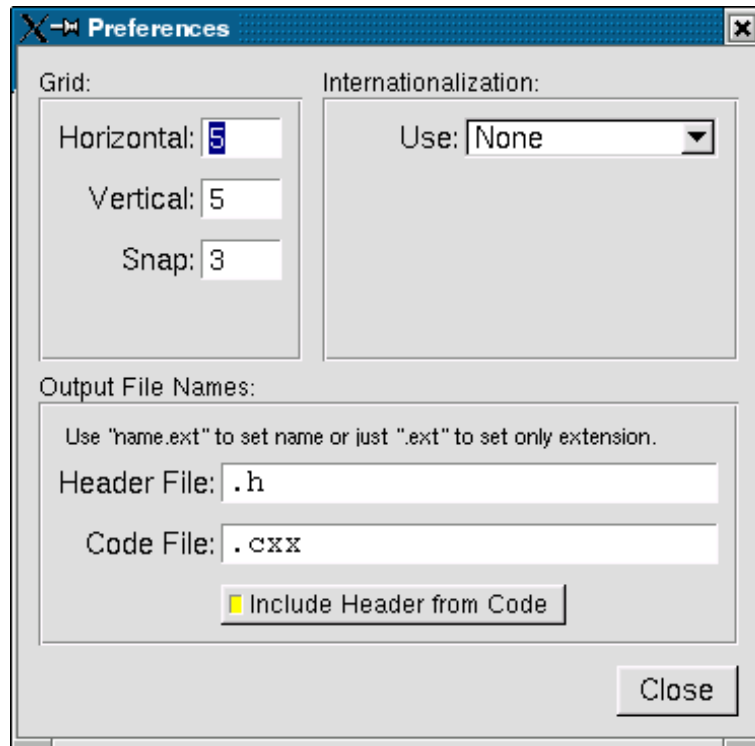 Preferences
Grid:
Internationalization:
Horizontal: 5
Use: None
Vertical: 5
Snap: 3
Output File Names:
Use "name.ext" to set name or just ".ext" to set only extension.
Header File: .h
Code File: .cxx
Include Header from Code
Close